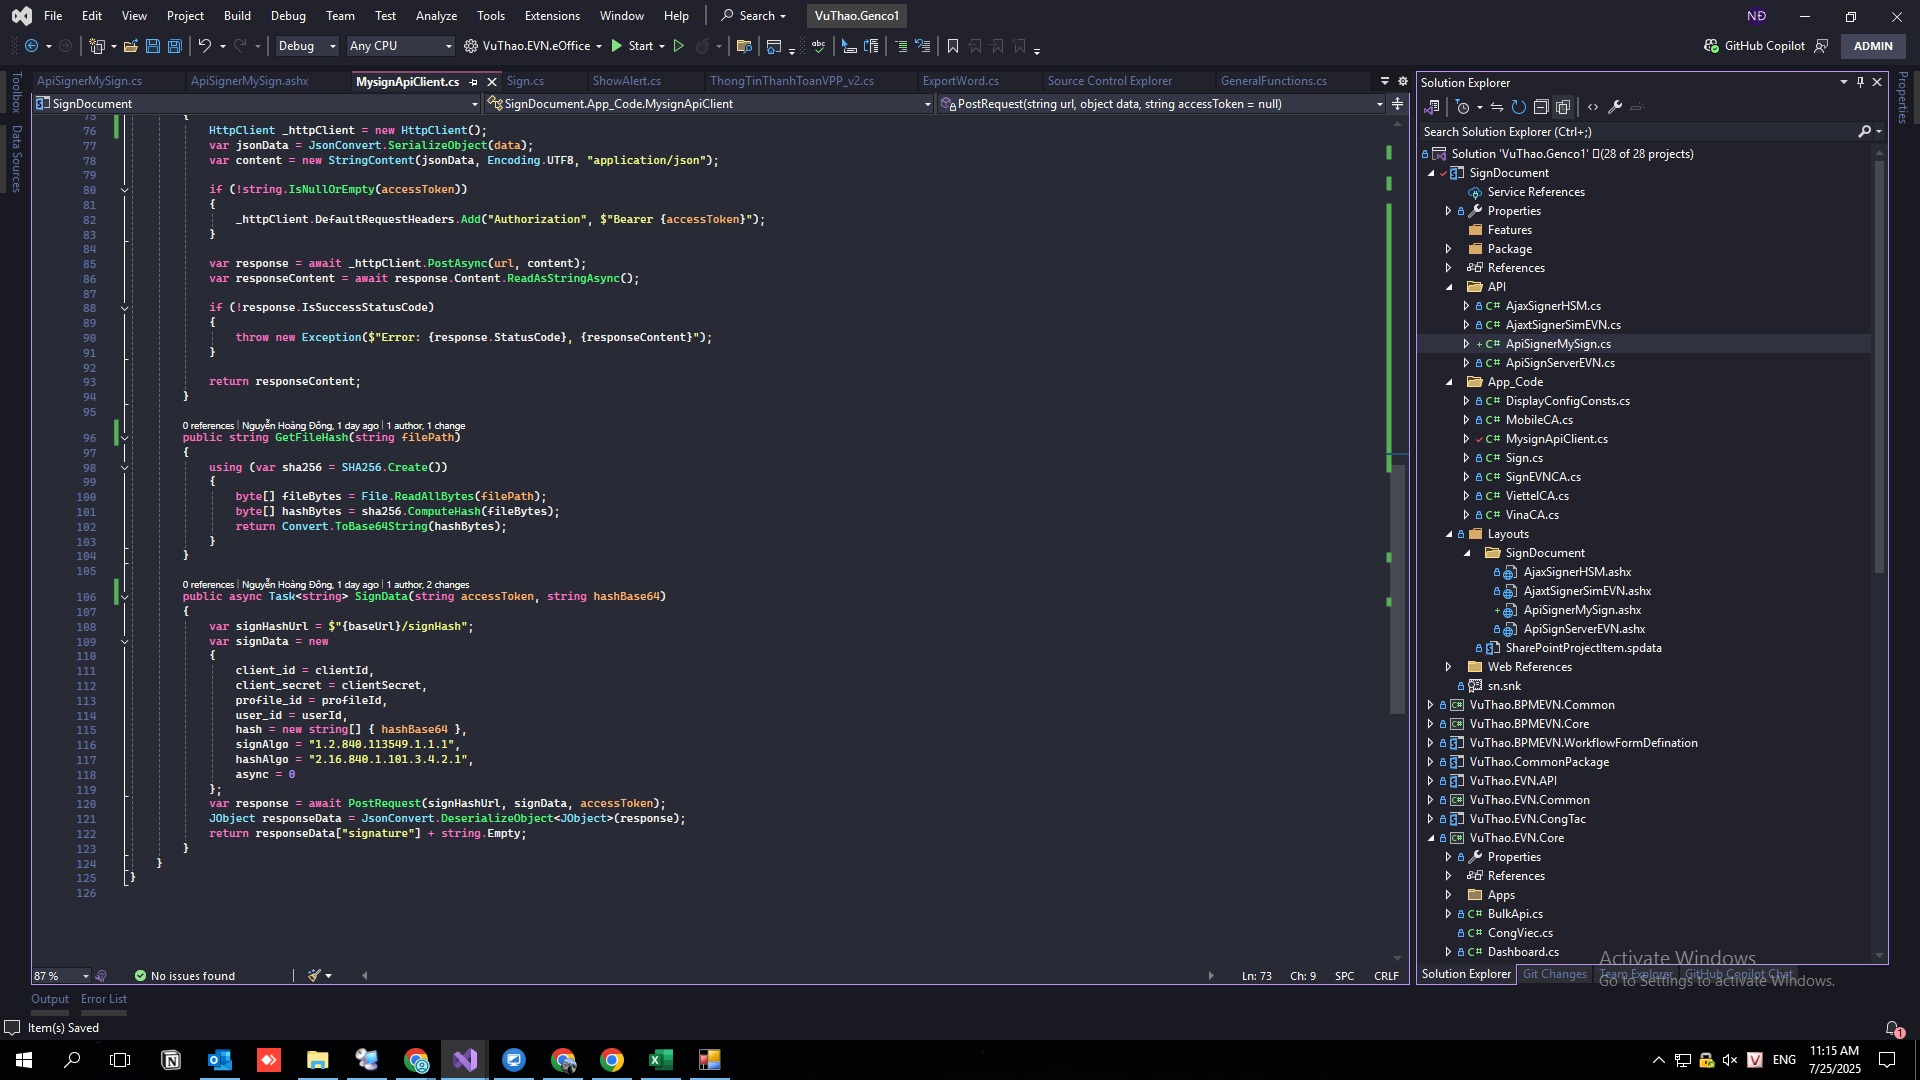 File Edit View Project Build Debug Team Test Analyze Tools Extensions Window Help Search VuThao.Genco1 NĐ
Debug Any CPU VuThao.EVN.eOffice Start GitHub Copilot ADMIN
ApiSignerMySign.cs ApiSignerMySign.ashx MysignApiClient.cs Sign.cs ShowAlert.cs ThongTinThanhToanVPP_v2.cs ExportWord.cs Source Control Explorer GeneralFunctions.cs
SignDocument SignDocument.App_Code.MysignApiClient PostRequest(string url, object data, string accessToken = null)
Toolbox
Data Sources
75 {
76 HttpClient _httpClient = new HttpClient();
77 var jsonData = JsonConvert.SerializeObject(data);
78 var content = new StringContent(jsonData, Encoding.UTF8, "application/json");
79
80 if (!string.IsNullOrEmpty(accessToken))
81 {
82 _httpClient.DefaultRequestHeaders.Add("Authorization", $"Bearer {accessToken}");
83 }
84
85 var response = await _httpClient.PostAsync(url, content);
86 var responseContent = await response.Content.ReadAsStringAsync();
87
88 if (!response.IsSuccessStatusCode)
89 {
90 throw new Exception($"Error: {response.StatusCode}, {responseContent}");
91 }
92
93 return responseContent;
94 }
95
0 references | Nguyễn Hoàng Đông, 1 day ago | 1 author, 1 change
96 public string GetFileHash(string filePath)
97 {
98 using (var sha256 = SHA256.Create())
99 {
100 byte[] fileBytes = File.ReadAllBytes(filePath);
101 byte[] hashBytes = sha256.ComputeHash(fileBytes);
102 return Convert.ToBase64String(hashBytes);
103 }
104 }
105
0 references | Nguyễn Hoàng Đông, 1 day ago | 1 author, 2 changes
106 public async Task<string> SignData(string accessToken, string hashBase64)
107 {
108 var signHashUrl = $"{baseUrl}/signHash";
109 var signData = new
110 {
111 client_id = clientId,
112 client_secret = clientSecret,
113 profile_id = profileId,
114 user_id = userId,
115 hash = new string[] { hashBase64 },
116 signAlgo = "1.2.840.113549.1.1.1",
117 hashAlgo = "2.16.840.1.101.3.4.2.1",
118 async = 0
119 };
120 var response = await PostRequest(signHashUrl, signData, accessToken);
121 JObject responseData = JsonConvert.DeserializeObject<JObject>(response);
122 return responseData["signature"] + string.Empty;
123 }
124 }
125 }
126
87 % No issues found Ln: 73 Ch: 9 SPC CRLF
Output Error List
Item(s) Saved
Solution Explorer
Search Solution Explorer (Ctrl+;)
Solution 'VuThao.Genco1' (28 of 28 projects)
SignDocument
Service References
Properties
Features
Package
References
API
AjaxSignerHSM.cs
AjaxtSignerSimEVN.cs
ApiSignerMySign.cs
ApiSignServerEVN.cs
App_Code
DisplayConfigConsts.cs
MobileCA.cs
MysignApiClient.cs
Sign.cs
SignEVNCA.cs
ViettelCA.cs
VinaCA.cs
Layouts
SignDocument
AjaxSignerHSM.ashx
AjaxtSignerSimEVN.ashx
ApiSignerMySign.ashx
ApiSignServerEVN.ashx
SharePointProjectItem.spdata
Web References
sn.snk
VuThao.BPMEVN.Common
VuThao.BPMEVN.Core
VuThao.BPMEVN.WorkflowFormDefination
VuThao.CommonPackage
VuThao.EVN.API
VuThao.EVN.Common
VuThao.EVN.CongTac
VuThao.EVN.Core
Properties
References
Apps
BulkApi.cs
CongViec.cs
Dashboard.cs
Solution Explorer Git Changes Team Explorer GitHub Copilot Chat
Activate Windows
Go to Settings to activate Windows.
Properties
1
ENG
11:15 AM
7/25/2025